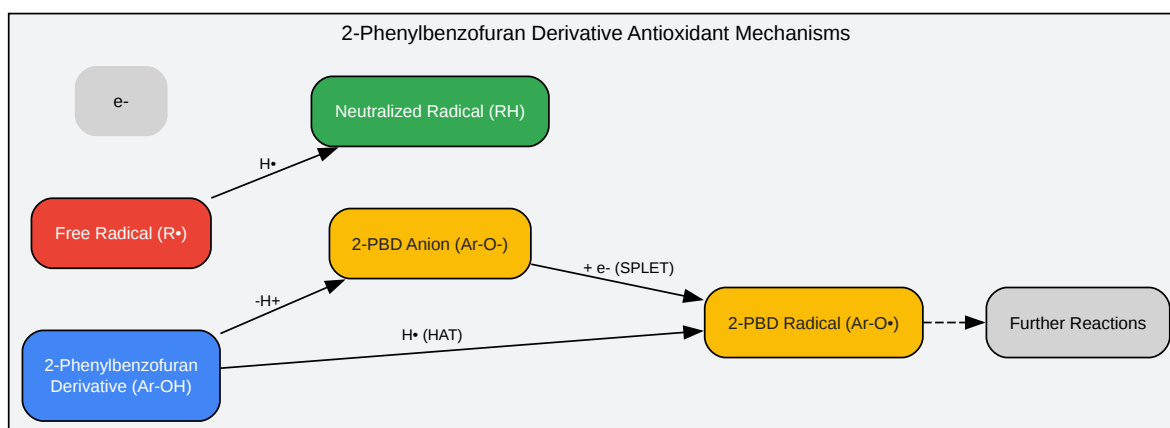 2-Phenylbenzofuran Derivative Antioxidant Mechanisms
e-
Neutralized Radical (RH)
H•
Free Radical (R•)
2-PBD Anion (Ar-O-)
+ e- (SPLET)
-H+
2-PBD Radical (Ar-O•)
Further Reactions
H• (HAT)
2-Phenylbenzofuran
Derivative (Ar-OH)